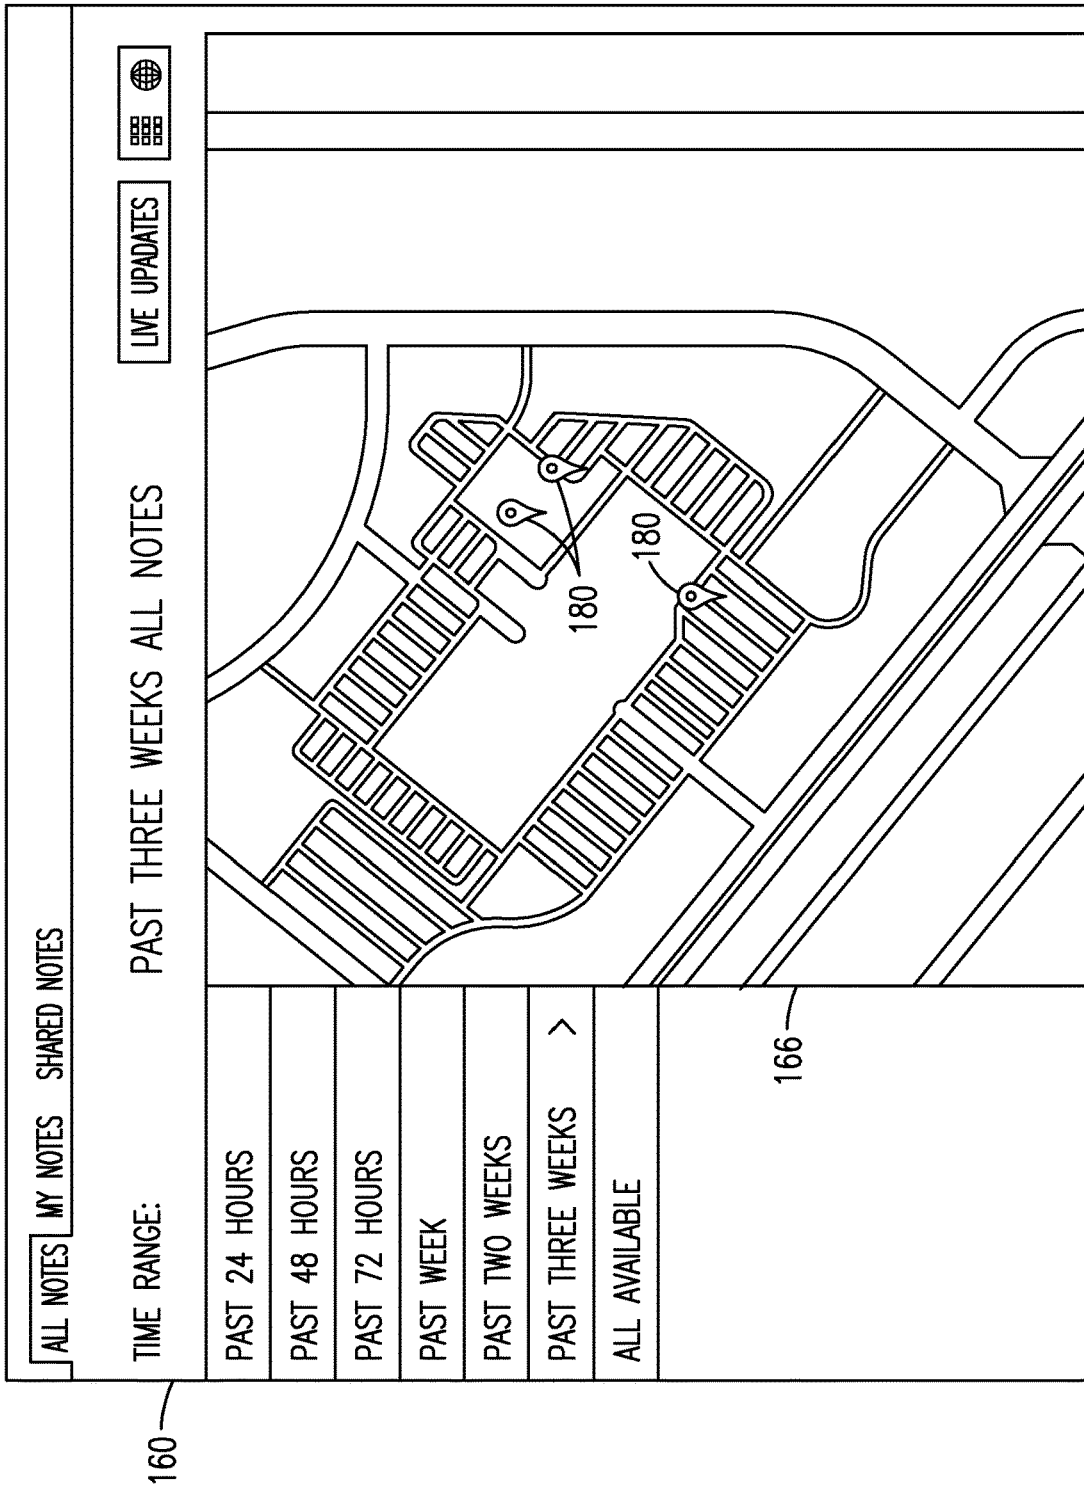 ALL NOTES MY NOTES SHARED NOTES
TIME RANGE: PAST THREE WEEKS ALL NOTES LIVE UPADATES
PAST 24 HOURS
PAST 48 HOURS
PAST 72 HOURS
PAST WEEK
PAST TWO WEEKS
PAST THREE WEEKS >
ALL AVAILABLE
180
180
160
166